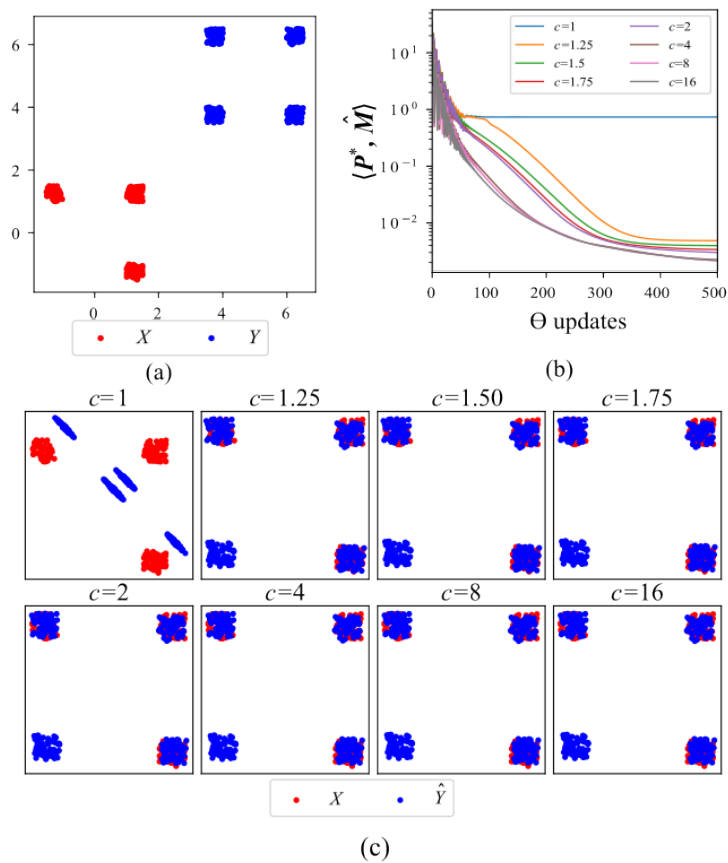 6
4
2
0
0 2 4 6
X Y
(a)
10¹
10⁰
10⁻¹
10⁻²
⟨P*, M̂⟩
c=1 c=2
c=1.25 c=4
c=1.5 c=8
c=1.75 c=16
0 100 200 300 400 500
Θ updates
(b)
c=1 c=1.25 c=1.50 c=1.75
c=2 c=4 c=8 c=16
X Ŷ
(c)